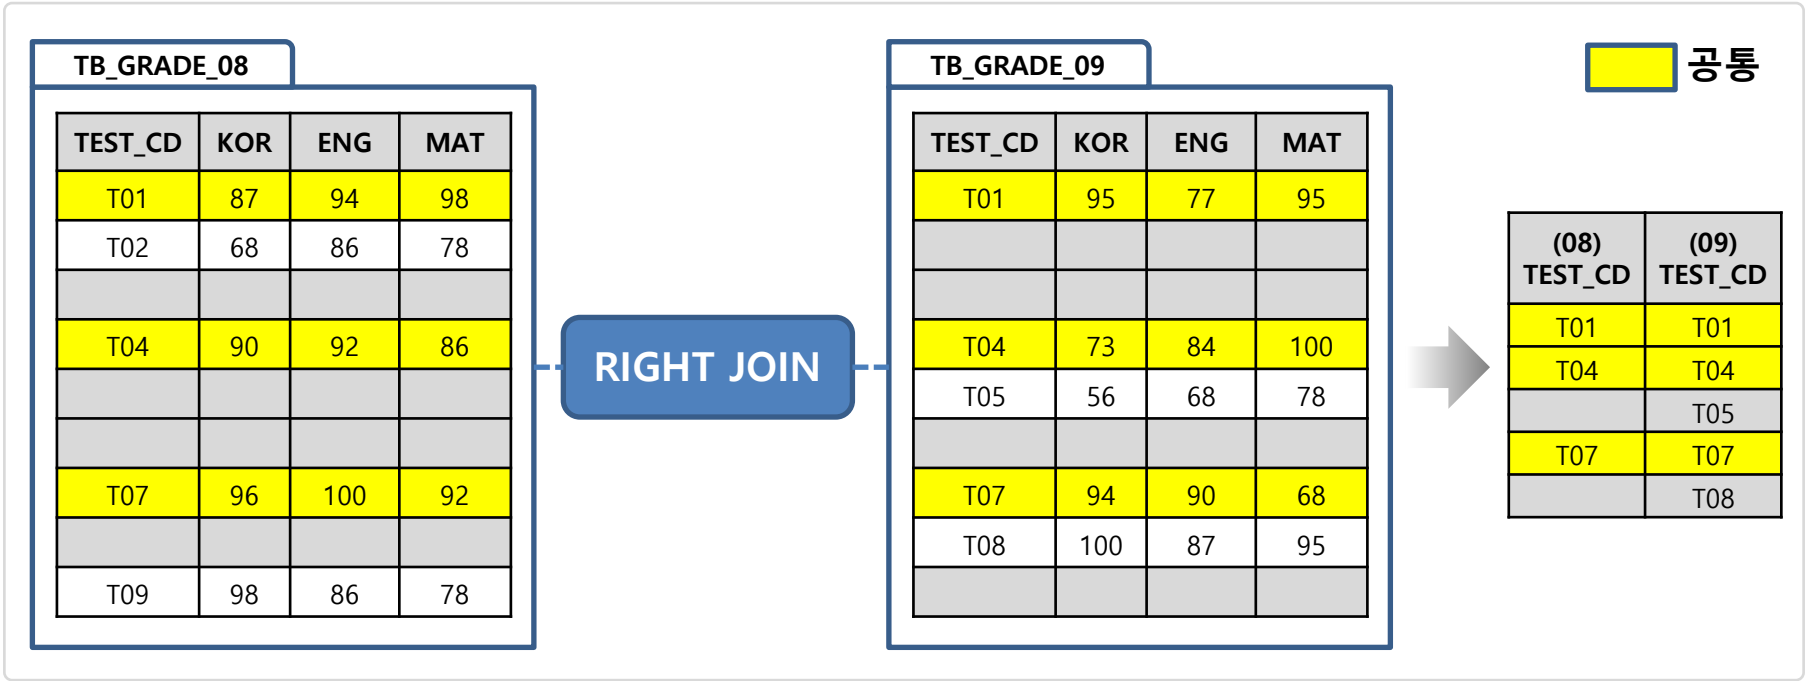 TB_GRADE_08
TEST_CD KOR ENG MAT
T01 87 94 98
T02 68 86 78
T04 90 92 86
T07 96 100 92
T09 98 86 78
RIGHT JOIN
TB_GRADE_09
TEST_CD KOR ENG MAT
T01 95 77 95
T04 73 84 100
T05 56 68 78
T07 94 90 68
T08 100 87 95
공통
(08) (09)
TEST_CD TEST_CD
T01 T01
T04 T04
T05
T07 T07
T08